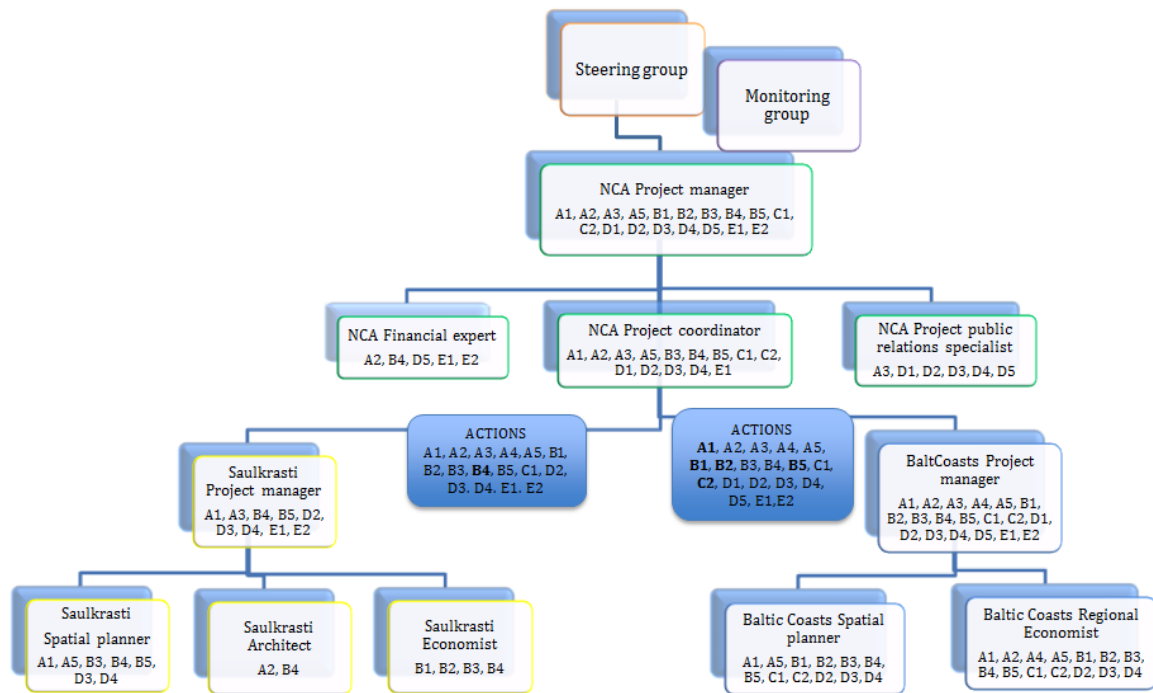 Steering group
Monitoring
group
NCA Project manager
A1, A2, A3, A5, B1, B2, B3, B4, B5, C1,
C2, D1, D2, D3, D4, D5, E1, E2
NCA Financial expert
A2, B4, D5, E1, E2
NCA Project coordinator
A1, A2, A3, A5, B3, B4, B5, C1, C2,
D1, D2, D3, D4, E1
NCA Project public
relations specialist
A3, D1, D2, D3, D4, D5
ACTIONS
A1, A2, A3, A4, A5, B1,
B2, B3, B4, B5, C1, D2,
D3. D4. E1. E2
ACTIONS
A1, A2, A3, A4, A5,
B1, B2, B3, B4, B5, C1,
C2, D1, D2, D3, D4,
D5, E1,E2
Saulkrasti
Project manager
A1, A3, B4, B5, D2,
D3, D4, E1, E2
BaltCoasts Project
manager
A1, A2, A3, A4, A5, B1,
B2, B3, B4, B5, C1, C2, D1,
D2, D3, D4, D5, E1, E2
Saulkrasti
Spatial planner
A1, A5, B3, B4, B5,
D3, D4
Saulkrasti
Architect
A2, B4
Saulkrasti
Economist
B1, B2, B3, B4
Baltic Coasts Spatial
planner
A1, A5, B1, B2, B3, B4,
B5, C1, C2, D2, D3, D4
Baltic Coasts Regional
Economist
A1, A2, A4, A5, B1, B2, B3,
B4, B5, C1, C2, D2, D3, D4